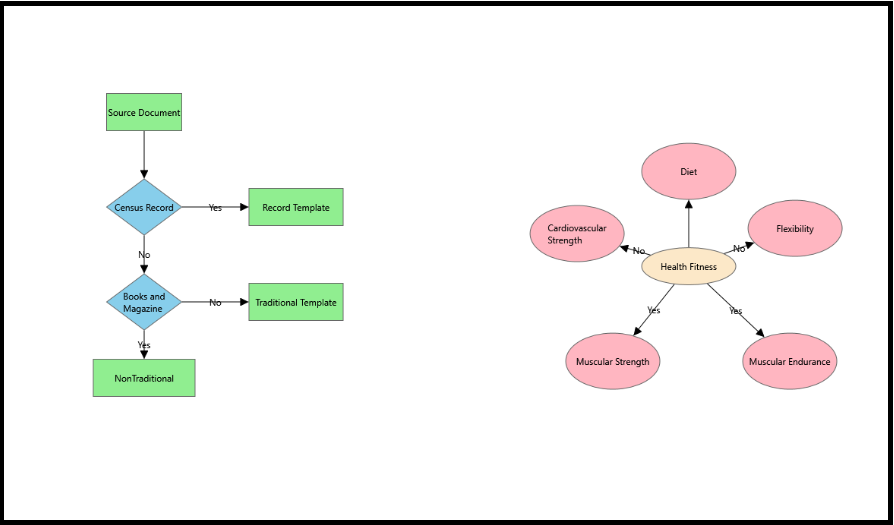 Source Document
Census Record
Yes
Record Template
No
Books and
Magazine
No
Traditional Template
Yes
NonTraditional
Diet
Cardiovascular
Strength
Flexibility
No
No
Health Fitness
Yes
Yes
Muscular Strength
Muscular Endurance